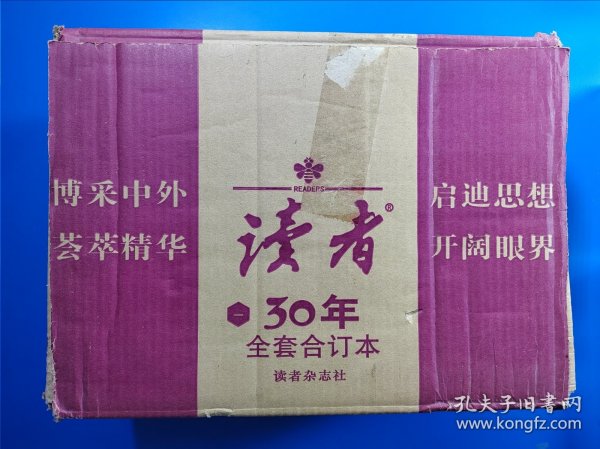 博采中外
荟萃精华
READERS
读者®
一 30年
全套合订本
读者杂志社
启迪思想
开阔眼界
孔夫子旧书网
www.kongfz.com